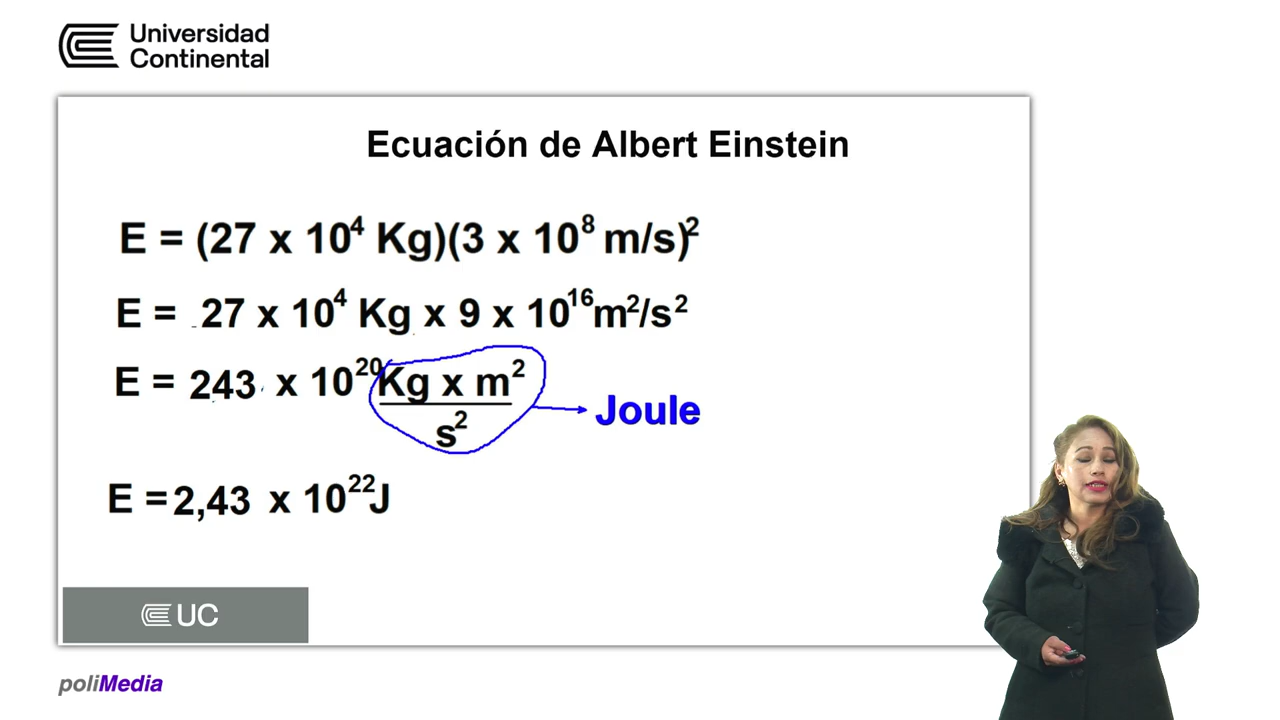 Universidad
Continental
Ecuación de Albert Einstein
E = (27 x 10⁴ Kg)(3 x 10⁸ m/s)²
E = 27 x 10⁴ Kg x 9 x 10¹⁶m²/s²
E = 243 x 10²⁰ Kg x m²
s²
Joule
E = 2,43 x 10²²J
UC
poliMedia